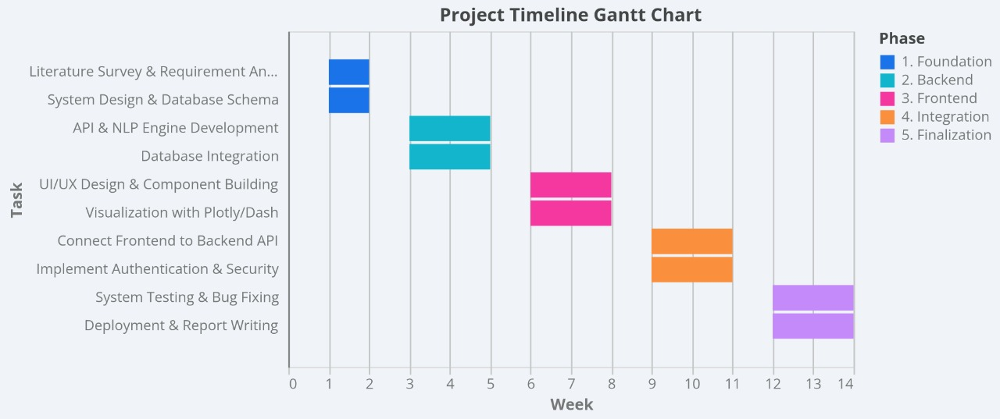 Project Timeline Gantt Chart
Phase
1. Foundation
2. Backend
3. Frontend
4. Integration
5. Finalization
Task
Literature Survey & Requirement An...
System Design & Database Schema
API & NLP Engine Development
Database Integration
UI/UX Design & Component Building
Visualization with Plotly/Dash
Connect Frontend to Backend API
Implement Authentication & Security
System Testing & Bug Fixing
Deployment & Report Writing
0 1 2 3 4 5 6 7 8 9 10 11 12 13 14
Week